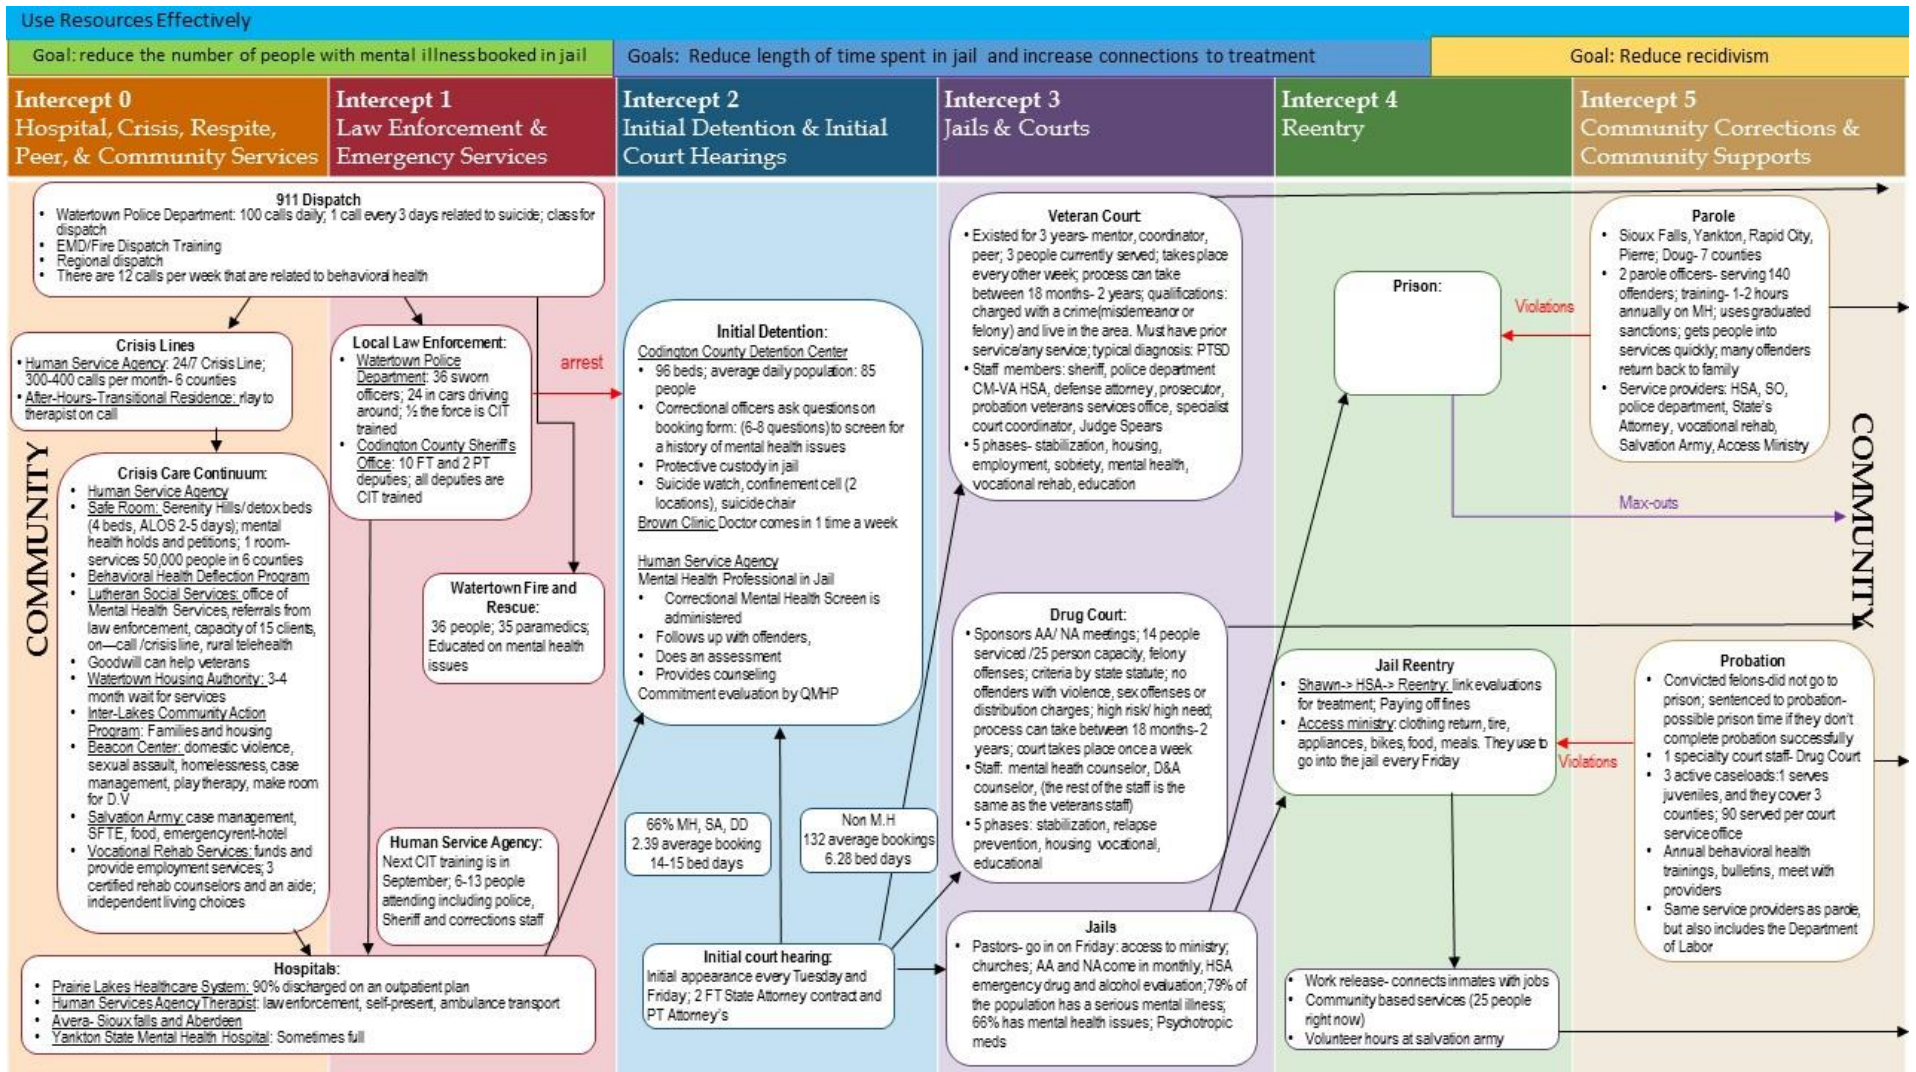 Use Resources Effectively
Goal: reduce the number of people with mental illness booked in jail
Goals: Reduce length of time spent in jail and increase connections to treatment
Goal: Reduce recidivism
Intercept 0
Hospital, Crisis, Respite,
Peer, & Community Services
Intercept 1
Law Enforcement &
Emergency Services
Intercept 2
Initial Detention & Initial
Court Hearings
Intercept 3
Jails & Courts
Intercept 4
Reentry
Intercept 5
Community Corrections &
Community Supports
COMMUNITY
911 Dispatch
• Watertown Police Department: 100 calls daily; 1 call every 3 days related to suicide; class for
dispatch
• EMD/Fire Dispatch Training
• Regional dispatch
• There are 12 calls per week that are related to behavioral health
Crisis Lines
• Human Service Agency: 24/7 Crisis Line;
300-400 calls per month- 6 counties
• After-Hours-Transitional Residence: rlay to
therapist on call
Crisis Care Continuum:
• Human Service Agency
• Safe Room: Serenity Hills/ detox beds
(4 beds, ALOS 2-5 days); mental
health holds and petitions; 1 room-
services 50,000 people in 6 counties
• Behavioral Health Deflection Program
• Lutheran Social Services: office of
Mental Health Services, referrals from
law enforcement, capacity of 15 clients,
on—call /crisis line, rural telehealth
• Goodwill can help veterans
• Watertown Housing Authority: 3-4
month wait for services
• Inter-Lakes Community Action
Program: Families and housing
• Beacon Center: domestic violence,
sexual assault, homelessness, case
management, play therapy, make room
for D.V
• Salvation Army: case management,
SFTE, food, emergency rent-hotel
• Vocational Rehab Services: funds and
provide employment services; 3
certified rehab counselors and an aide;
independent living choices
Hospitals:
• Prairie Lakes Healthcare System: 90% discharged on an outpatient plan
• Human Services Agency Therapist: law enforcement, self-present, ambulance transport
• Avera- Sioux falls and Aberdeen
• Yankton State Mental Health Hospital: Sometimes full
Local Law Enforcement:
• Watertown Police
Department: 36 sworn
officers; 24 in cars driving
around; ½ the force is CIT
trained
• Codington County Sheriff's
Office: 10 FT and 2 PT
deputies; all deputies are
CIT trained
arrest
Watertown Fire and
Rescue:
36 people; 35 paramedics;
Educated on mental health
issues
Human Service Agency:
Next CIT training is in
September; 6-13 people
attending including police,
Sheriff and corrections staff
Initial Detention:
Codington County Detention Center
• 96 beds; average daily population: 85
people
• Correctional officers ask questions on
booking form: (6-8 questions) to screen for
a history of mental health issues
• Protective custody in jail
• Suicide watch, confinement cell (2
locations), suicide chair
Brown Clinic Doctor comes in 1 time a week
Human Service Agency
Mental Health Professional in Jail
• Correctional Mental Health Screen is
administered
• Follows up with offenders,
• Does an assessment
• Provides counseling
Commitment evaluation by QMHP
66% MH, SA, DD
2.39 average booking
14-15 bed days
Non M.H
132 average bookings
6.28 bed days
Initial court hearing:
Initial appearance every Tuesday and
Friday; 2 FT State Attorney contract and
PT Attorney's
Veteran Court:
• Existed for 3 years- mentor, coordinator,
peer; 3 people currently served; takes place
every other week; process can take
between 18 months- 2 years; qualifications:
charged with a crime(misdemeanor or
felony) and live in the area. Must have prior
service/any service; typical diagnosis: PTSD
• Staff members: sheriff, police department
CM-VA HSA, defense attorney, prosecutor,
probation veterans services office, specialist
court coordinator, Judge Spears
• 5 phases- stabilization, housing,
employment, sobriety, mental health,
vocational rehab, education
Drug Court:
• Sponsors AA/ NA meetings; 14 people
serviced /25 person capacity, felony
offenses; criteria by state statute; no
offenders with violence, sex offenses or
distribution charges; high risk/ high need;
process can take between 18 months- 2
years; court takes place once a week
• Staff: mental heath counselor, D&A
counselor, (the rest of the staff is the
same as the veterans staff)
• 5 phases: stabilization, relapse
prevention, housing vocational,
educational
Jails
• Pastors- go in on Friday: access to ministry;
churches; AA and NA come in monthly, HSA
emergency drug and alcohol evaluation; 79% of
the population has a serious mental illness;
66% has mental health issues; Psychotropic
meds
Prison:
Violations
Max-outs
Jail Reentry
• Shawn-> HSA-> Reentry: link evaluations
for treatment; Paying off fines
• Access ministry: clothing return, tire,
appliances, bikes, food, meals. They use to
go into the jail every Friday
Violations
• Work release- connects inmates with jobs
• Community based services (25 people
right now)
• Volunteer hours at salvation army
Parole
• Sioux Falls, Yankton, Rapid City,
Pierre; Doug- 7 counties
• 2 parole officers- serving 140
offenders; training- 1-2 hours
annually on MH; uses graduated
sanctions; gets people into
services quickly; many offenders
return back to family
• Service providers: HSA, SO,
police department, State's
Attorney, vocational rehab,
Salvation Army, Access Ministry
Probation
• Convicted felons-did not go to
prison; sentenced to probation-
possible prison time if they don't
complete probation successfully
• 1 specialty court staff- Drug Court
• 3 active caseloads:1 serves
juveniles, and they cover 3
counties; 90 served per court
service office
• Annual behavioral health
trainings, bulletins, meet with
providers
• Same service providers as parole,
but also includes the Department
of Labor
COMMUNITY